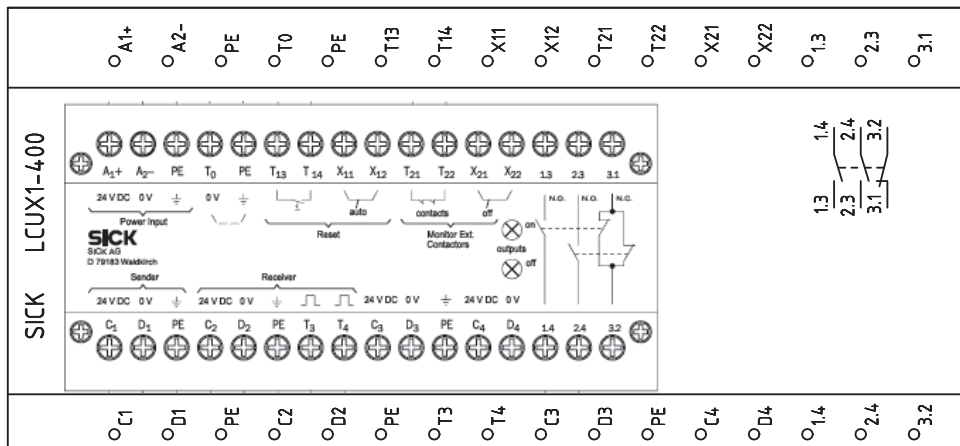 A1+ A2- PE T0 PE T13 T14 X11 X12 T21 T22 X21 X22 1.3 2.3 3.1
SICK LCUX1-400
A1+ A2− PE T0 PE T13 T14 X11 X12 T21 T22 X21 X22 1.3 2.3 3.1
24 V DC 0 V 0 V auto contacts off N.O. N.O. N.C.
Power Input Reset Monitor Ext.
Contactors
on
outputs
off
SICK
SICK AG
D 79183 Waldkirch
Sender Receiver
24 V DC 0 V 24 V DC 0 V 24 V DC 0 V 24 V DC 0 V
C1 D1 PE C2 D2 PE T3 T4 C3 D3 PE C4 D4 1.4 2.4 3.2
1.4 2.4 3.2
1.3 2.3 3.1
C1 D1 PE C2 D2 PE T3 T4 C3 D3 PE C4 D4 1.4 2.4 3.2